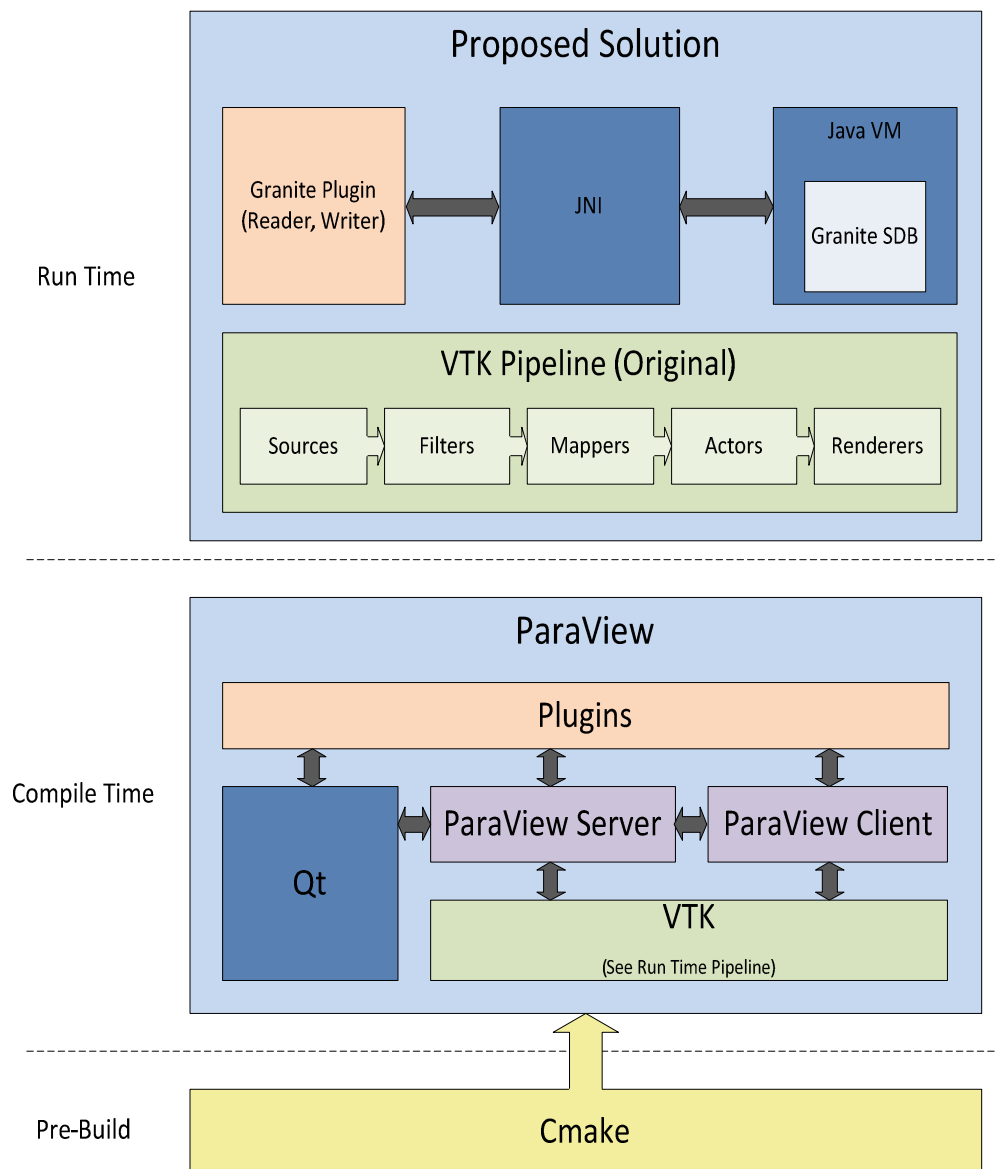 Proposed Solution
Granite Plugin
(Reader, Writer)
JNI
Java VM
Granite SDB
Run Time
VTK Pipeline (Original)
Sources
Filters
Mappers
Actors
Renderers
ParaView
Plugins
Compile Time
ParaView Server
ParaView Client
Qt
VTK
(See Run Time Pipeline)
Pre-Build
Cmake